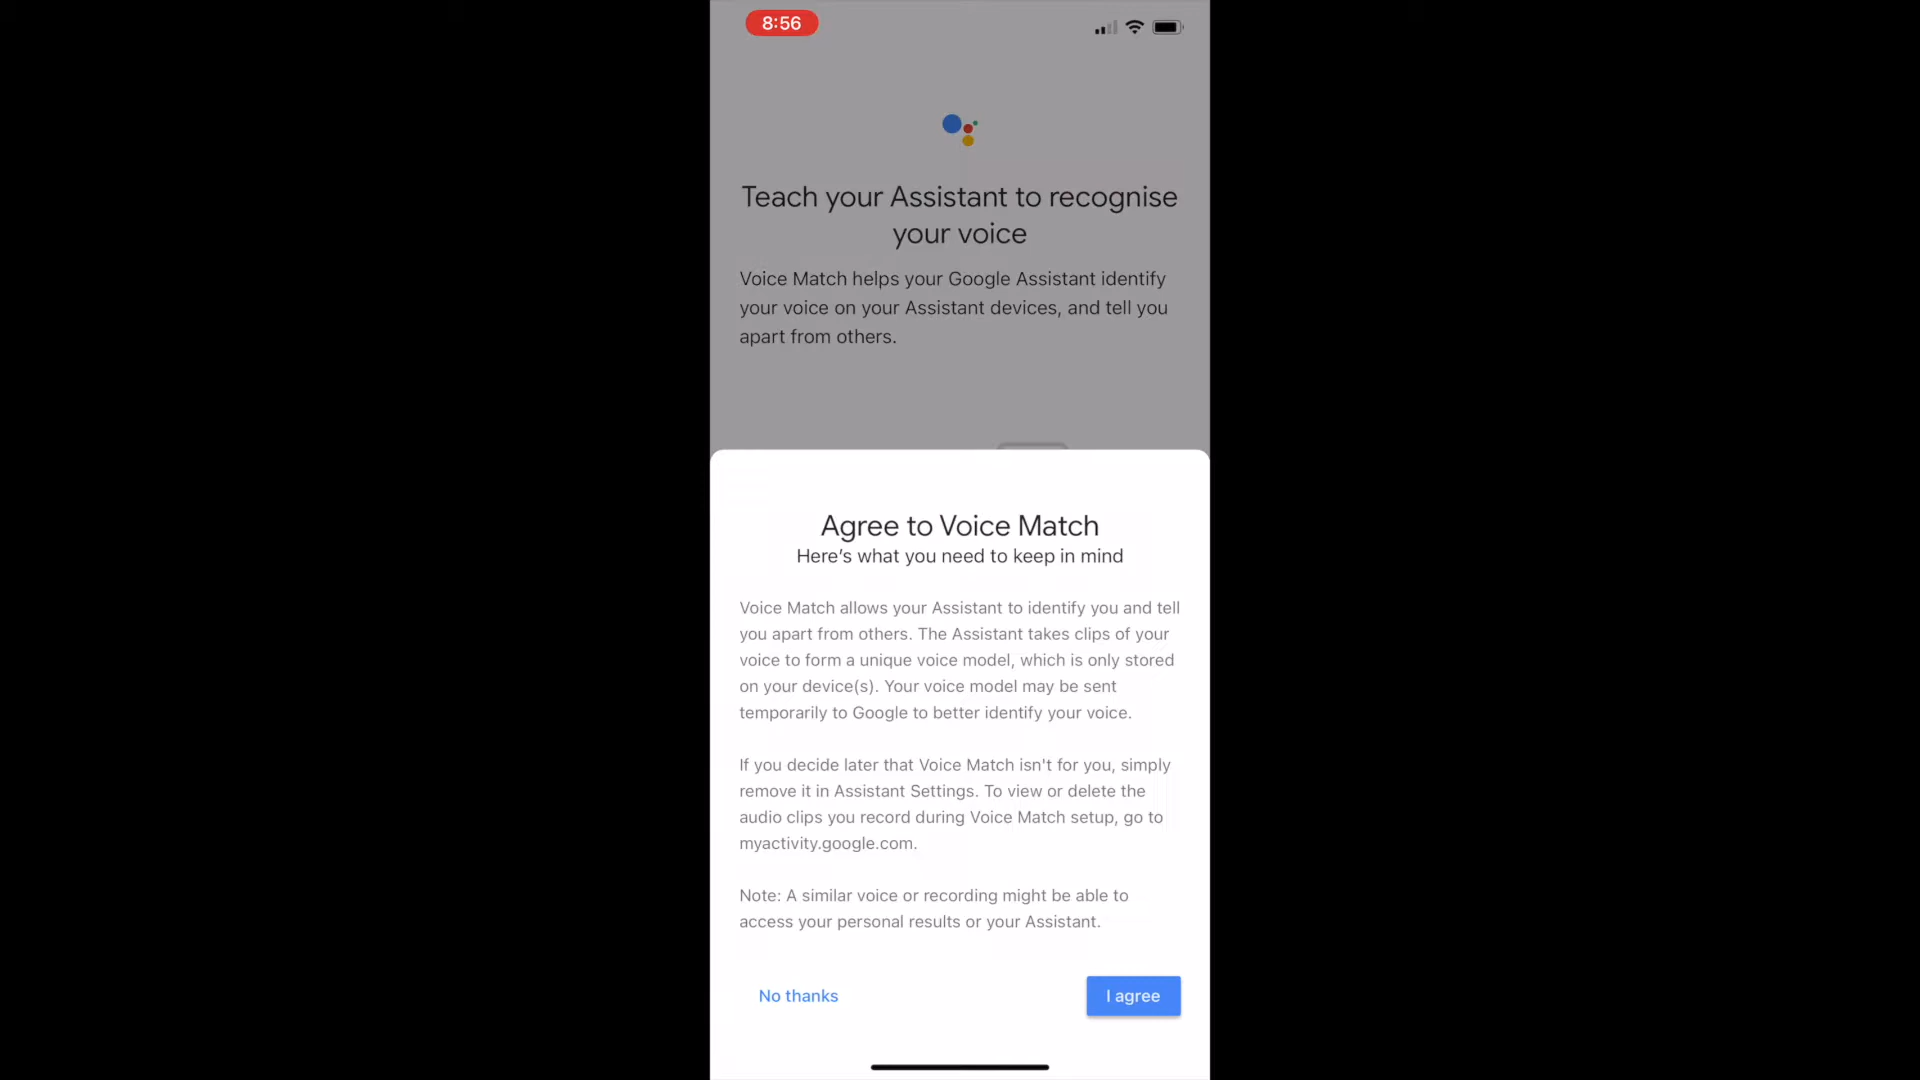 8:56
Teach your Assistant to recognise
your voice
Voice Match helps your Google Assistant identify
your voice on your Assistant devices, and tell you
apart from others.
Agree to Voice Match
Here's what you need to keep in mind
Voice Match allows your Assistant to identify you and tell
you apart from others. The Assistant takes clips of your
voice to form a unique voice model, which is only stored
on your device(s). Your voice model may be sent
temporarily to Google to better identify your voice.
If you decide later that Voice Match isn't for you, simply
remove it in Assistant Settings. To view or delete the
audio clips you record during Voice Match setup, go to
myactivity.google.com.
Note: A similar voice or recording might be able to
access your personal results or your Assistant.
No thanks
I agree